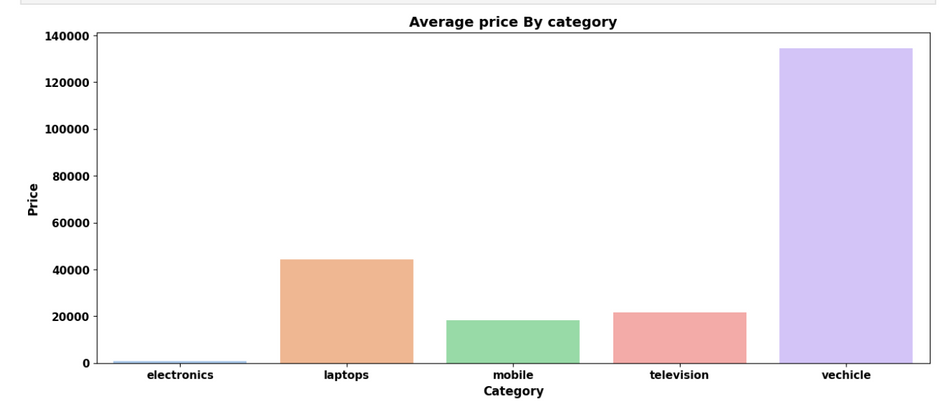 Average price By category
140000
120000
100000
80000
60000
40000
20000
0
Price
electronics laptops mobile television vechicle
Category